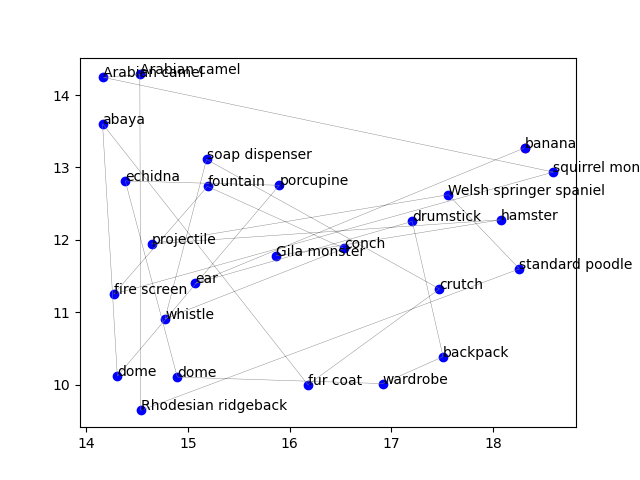 Arabian camel
Arabian camel
abaya
banana
soap dispenser
squirrel mon
echidna
fountain
porcupine
Welsh springer spaniel
drumstick
hamster
projectile
conch
Gila monster
standard poodle
fire screen
ear
crutch
whistle
backpack
dome
dome
fur coat
wardrobe
Rhodesian ridgeback
14
13
12
11
10
14
15
16
17
18